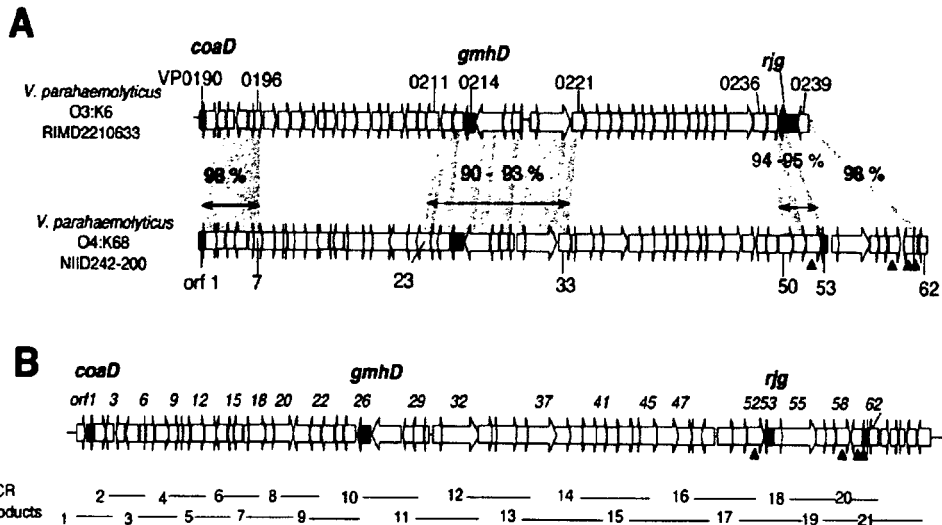 A
coaD gmhD rjg
VP0190 0196 0211 0214 0221 0236 0239
V. parahaemolyticus
O3:K6
RIMD2210633
98 % 90 - 93 % 94 -95 % 98 %
V. parahaemolyticus
O4:K68
NIID242-200
orf 1 7 23 33 50 53 62
B
coaD gmhD rjg
orf1 3 6 9 12 15 18 20 22 26 29 32 37 41 45 47 52 53 55 58 62
CR 2 4 6 8 10 12 14 16 18 20
oducts 1 3 5 7 9 11 13 15 17 19 21